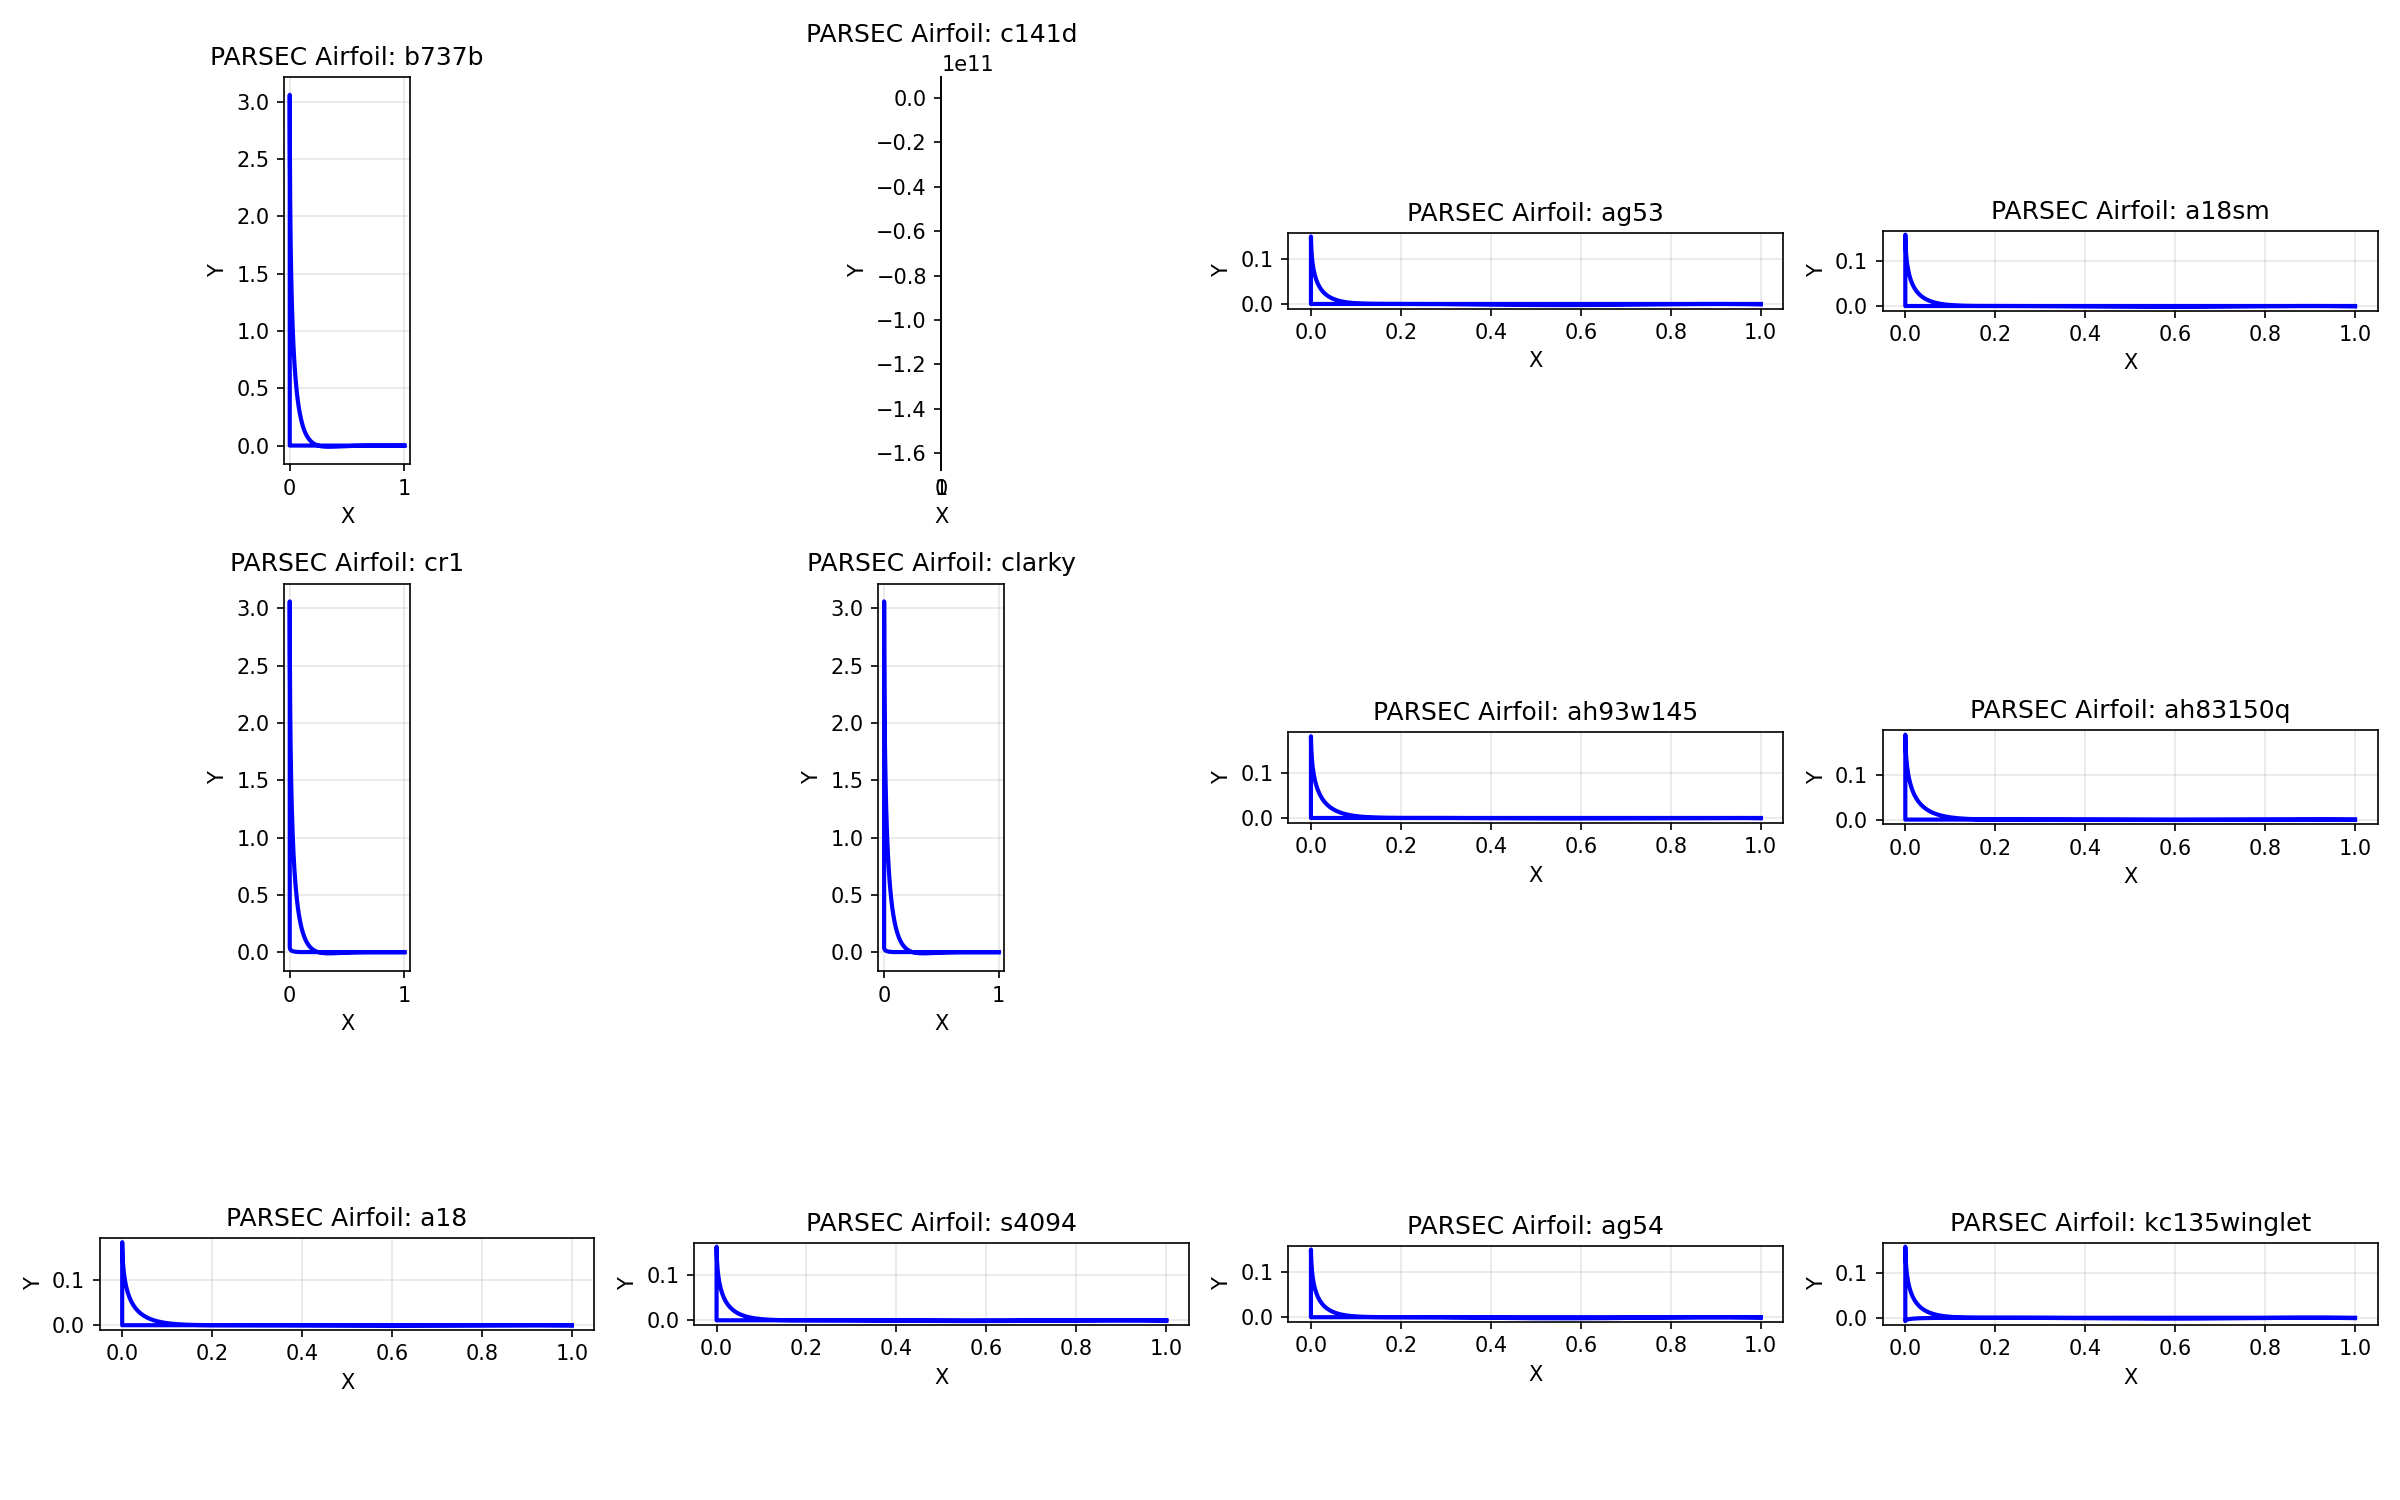 PARSEC Airfoil: b737b
3.0
2.5
2.0
1.5
1.0
0.5
0.0
Y
0 1
X
PARSEC Airfoil: c141d
1e11
0.0
−0.2
−0.4
−0.6
−0.8
−1.0
−1.2
−1.4
−1.6
Y
0 1
X
PARSEC Airfoil: ag53
0.1
0.0
Y
0.0 0.2 0.4 0.6 0.8 1.0
X
PARSEC Airfoil: a18sm
0.1
0.0
Y
0.0 0.2 0.4 0.6 0.8 1.0
X
PARSEC Airfoil: cr1
3.0
2.5
2.0
1.5
1.0
0.5
0.0
Y
0 1
X
PARSEC Airfoil: clarky
3.0
2.5
2.0
1.5
1.0
0.5
0.0
Y
0 1
X
PARSEC Airfoil: ah93w145
0.1
0.0
Y
0.0 0.2 0.4 0.6 0.8 1.0
X
PARSEC Airfoil: ah83150q
0.1
0.0
Y
0.0 0.2 0.4 0.6 0.8 1.0
X
PARSEC Airfoil: a18
0.1
0.0
Y
0.0 0.2 0.4 0.6 0.8 1.0
X
PARSEC Airfoil: s4094
0.1
0.0
Y
0.0 0.2 0.4 0.6 0.8 1.0
X
PARSEC Airfoil: ag54
0.1
0.0
Y
0.0 0.2 0.4 0.6 0.8 1.0
X
PARSEC Airfoil: kc135winglet
0.1
0.0
Y
0.0 0.2 0.4 0.6 0.8 1.0
X